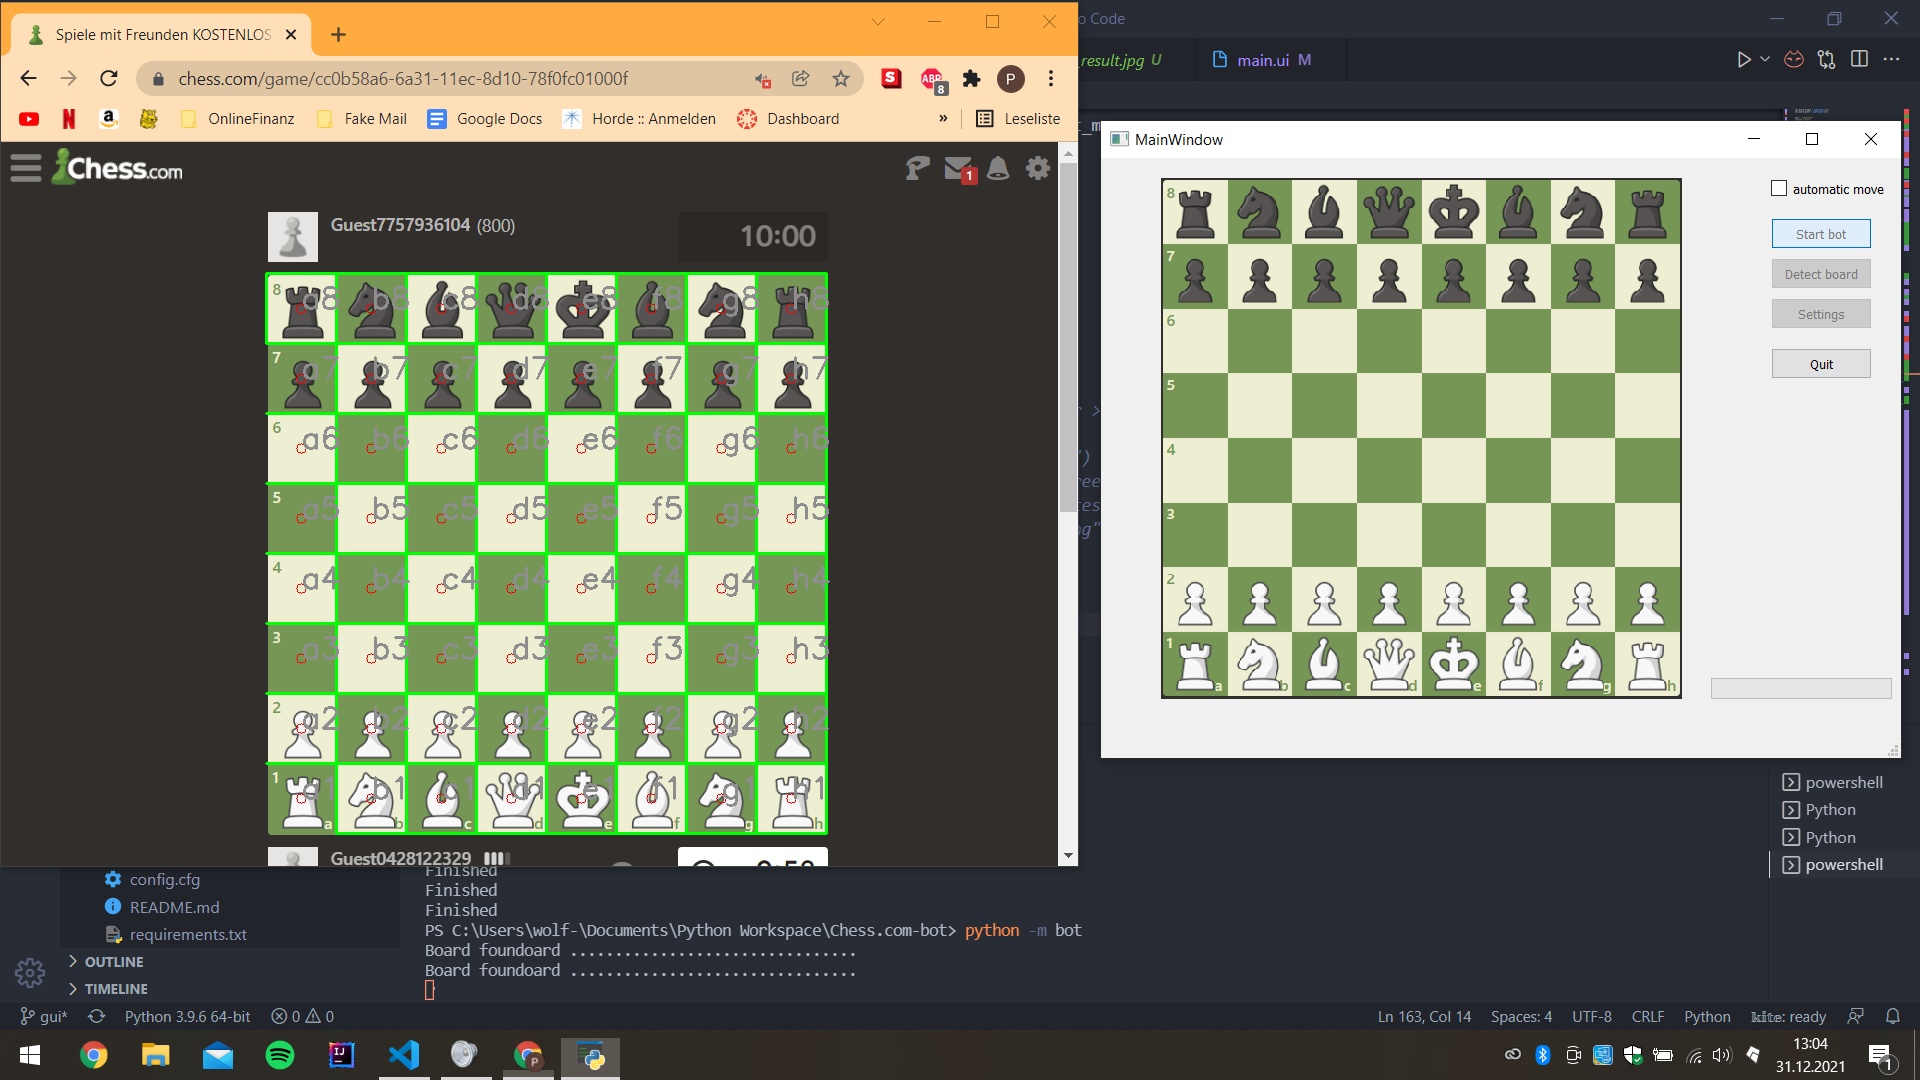 Spiele mit Freunden KOSTENLOS
chess.com/game/cc0b58a6-6a31-11ec-8d10-78f0fc01000f
ABP
8
P
OnlineFinanz
Fake Mail
Google Docs
Horde :: Anmelden
Dashboard
»
Leseliste
Chess.com
1
Guest7757936104 (800)
10:00
8 a8 b8 c8 d8 e8 f8 g8 h8
7 a7 b7 c7 d7 e7 f7 g7 h7
6 a6 b6 c6 d6 e6 f6 g6 h6
5 a5 b5 c5 d5 e5 f5 g5 h5
4 a4 b4 c4 d4 e4 f4 g4 h4
3 a3 b3 c3 d3 e3 f3 g3 h3
2 a2 b2 c2 d2 e2 f2 g2 h2
1 a1 b1 c1 d1 e1 f1 g1 h1
a b c d e f g h
Guest0428122329
o Code
_result.jpg U
main.ui M
MainWindow
automatic move
Start bot
Detect board
Settings
Quit
8
7
6
5
4
3
2
1
a b c d e f g h
powershell
Python
Python
powershell
config.cfg
README.md
requirements.txt
OUTLINE
TIMELINE
Finished
Finished
Finished
PS C:\Users\wolf-\Documents\Python Workspace\Chess.com-bot> python -m bot
Board foundoard ................................
Board foundoard ................................
gui*
Python 3.9.6 64-bit
0 0
Ln 163, Col 14
Spaces: 4
UTF-8
CRLF
Python
kite: ready
13:04
31.12.2021
1